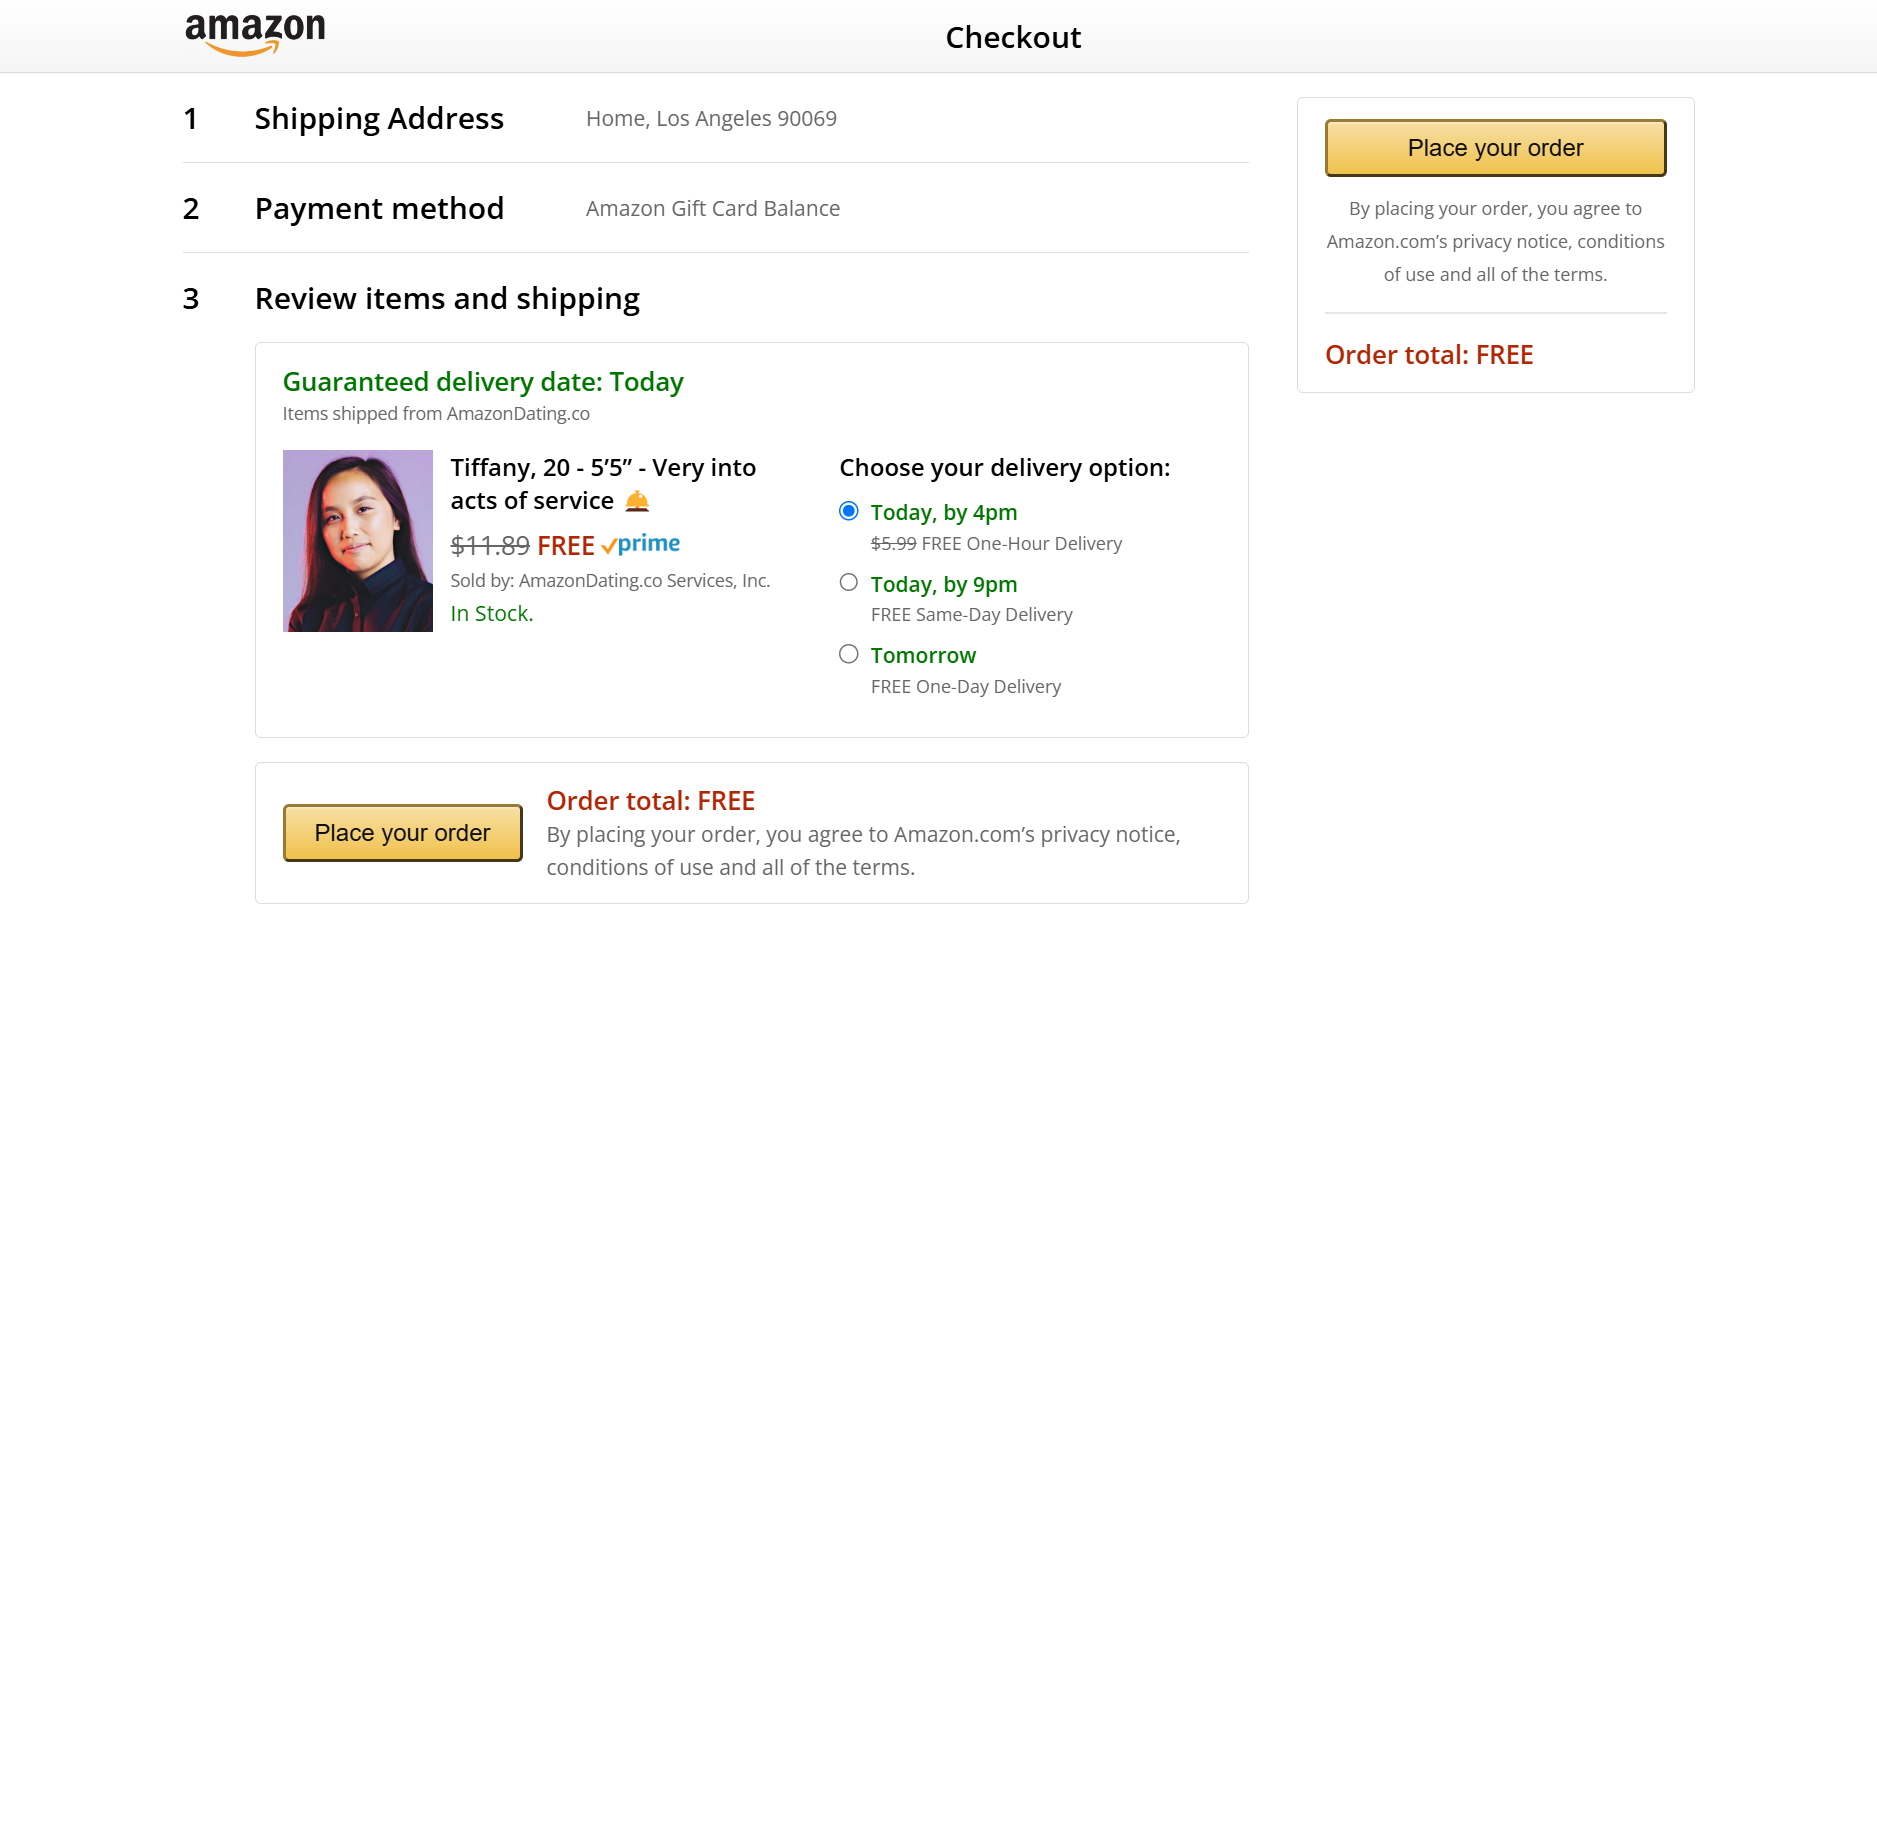 amazon
Checkout
1 Shipping Address Home, Los Angeles 90069
2 Payment method Amazon Gift Card Balance
3 Review items and shipping
Guaranteed delivery date: Today
Items shipped from AmazonDating.co
Tiffany, 20 - 5’5” - Very into
acts of service
$11.89 FREE prime
Sold by: AmazonDating.co Services, Inc.
In Stock.
Choose your delivery option:
Today, by 4pm
$5.99 FREE One-Hour Delivery
Today, by 9pm
FREE Same-Day Delivery
Tomorrow
FREE One-Day Delivery
Place your order
Order total: FREE
By placing your order, you agree to Amazon.com’s privacy notice,
conditions of use and all of the terms.
Place your order
By placing your order, you agree to
Amazon.com’s privacy notice, conditions
of use and all of the terms.
Order total: FREE